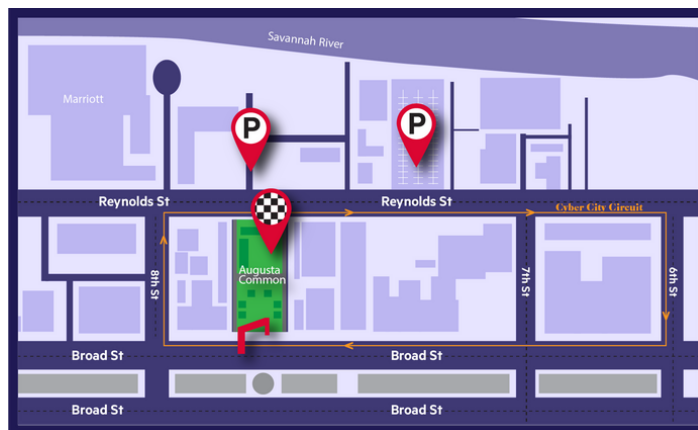 Savannah River
Marriott
P
P
Reynolds St
Reynolds St
Cyber City Circuit
8th St
Augusta
Common
7th St
6th St
Broad St
Broad St
Broad St
Broad St